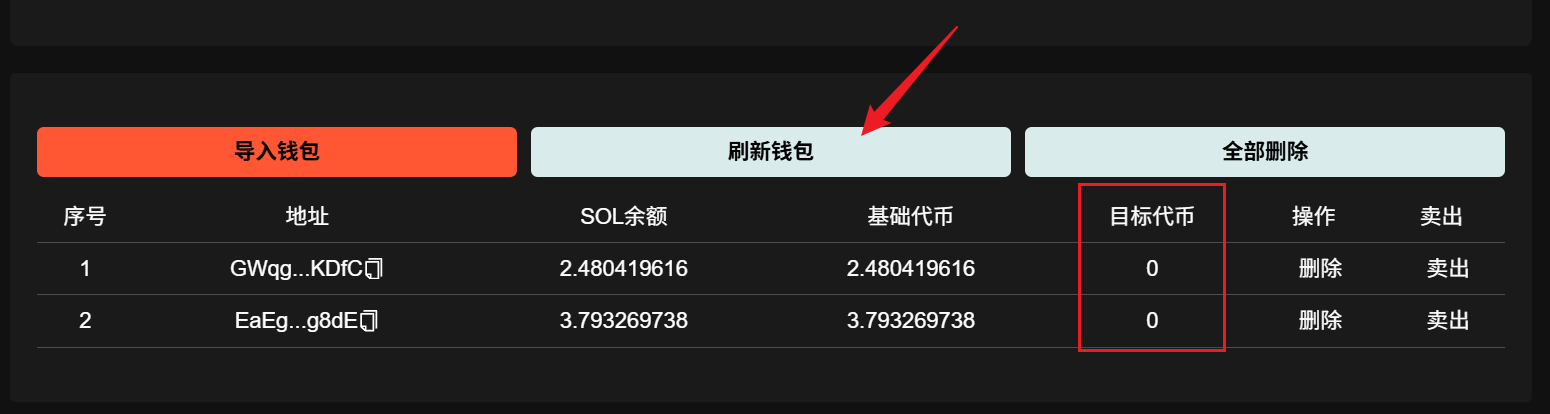 导入钱包 刷新钱包 全部删除
序号 地址 SOL余额 基础代币 目标代币 操作 卖出
1 GWqg...KDfC 2.480419616 2.480419616 0 删除 卖出
2 EaEg...g8dE 3.793269738 3.793269738 0 删除 卖出